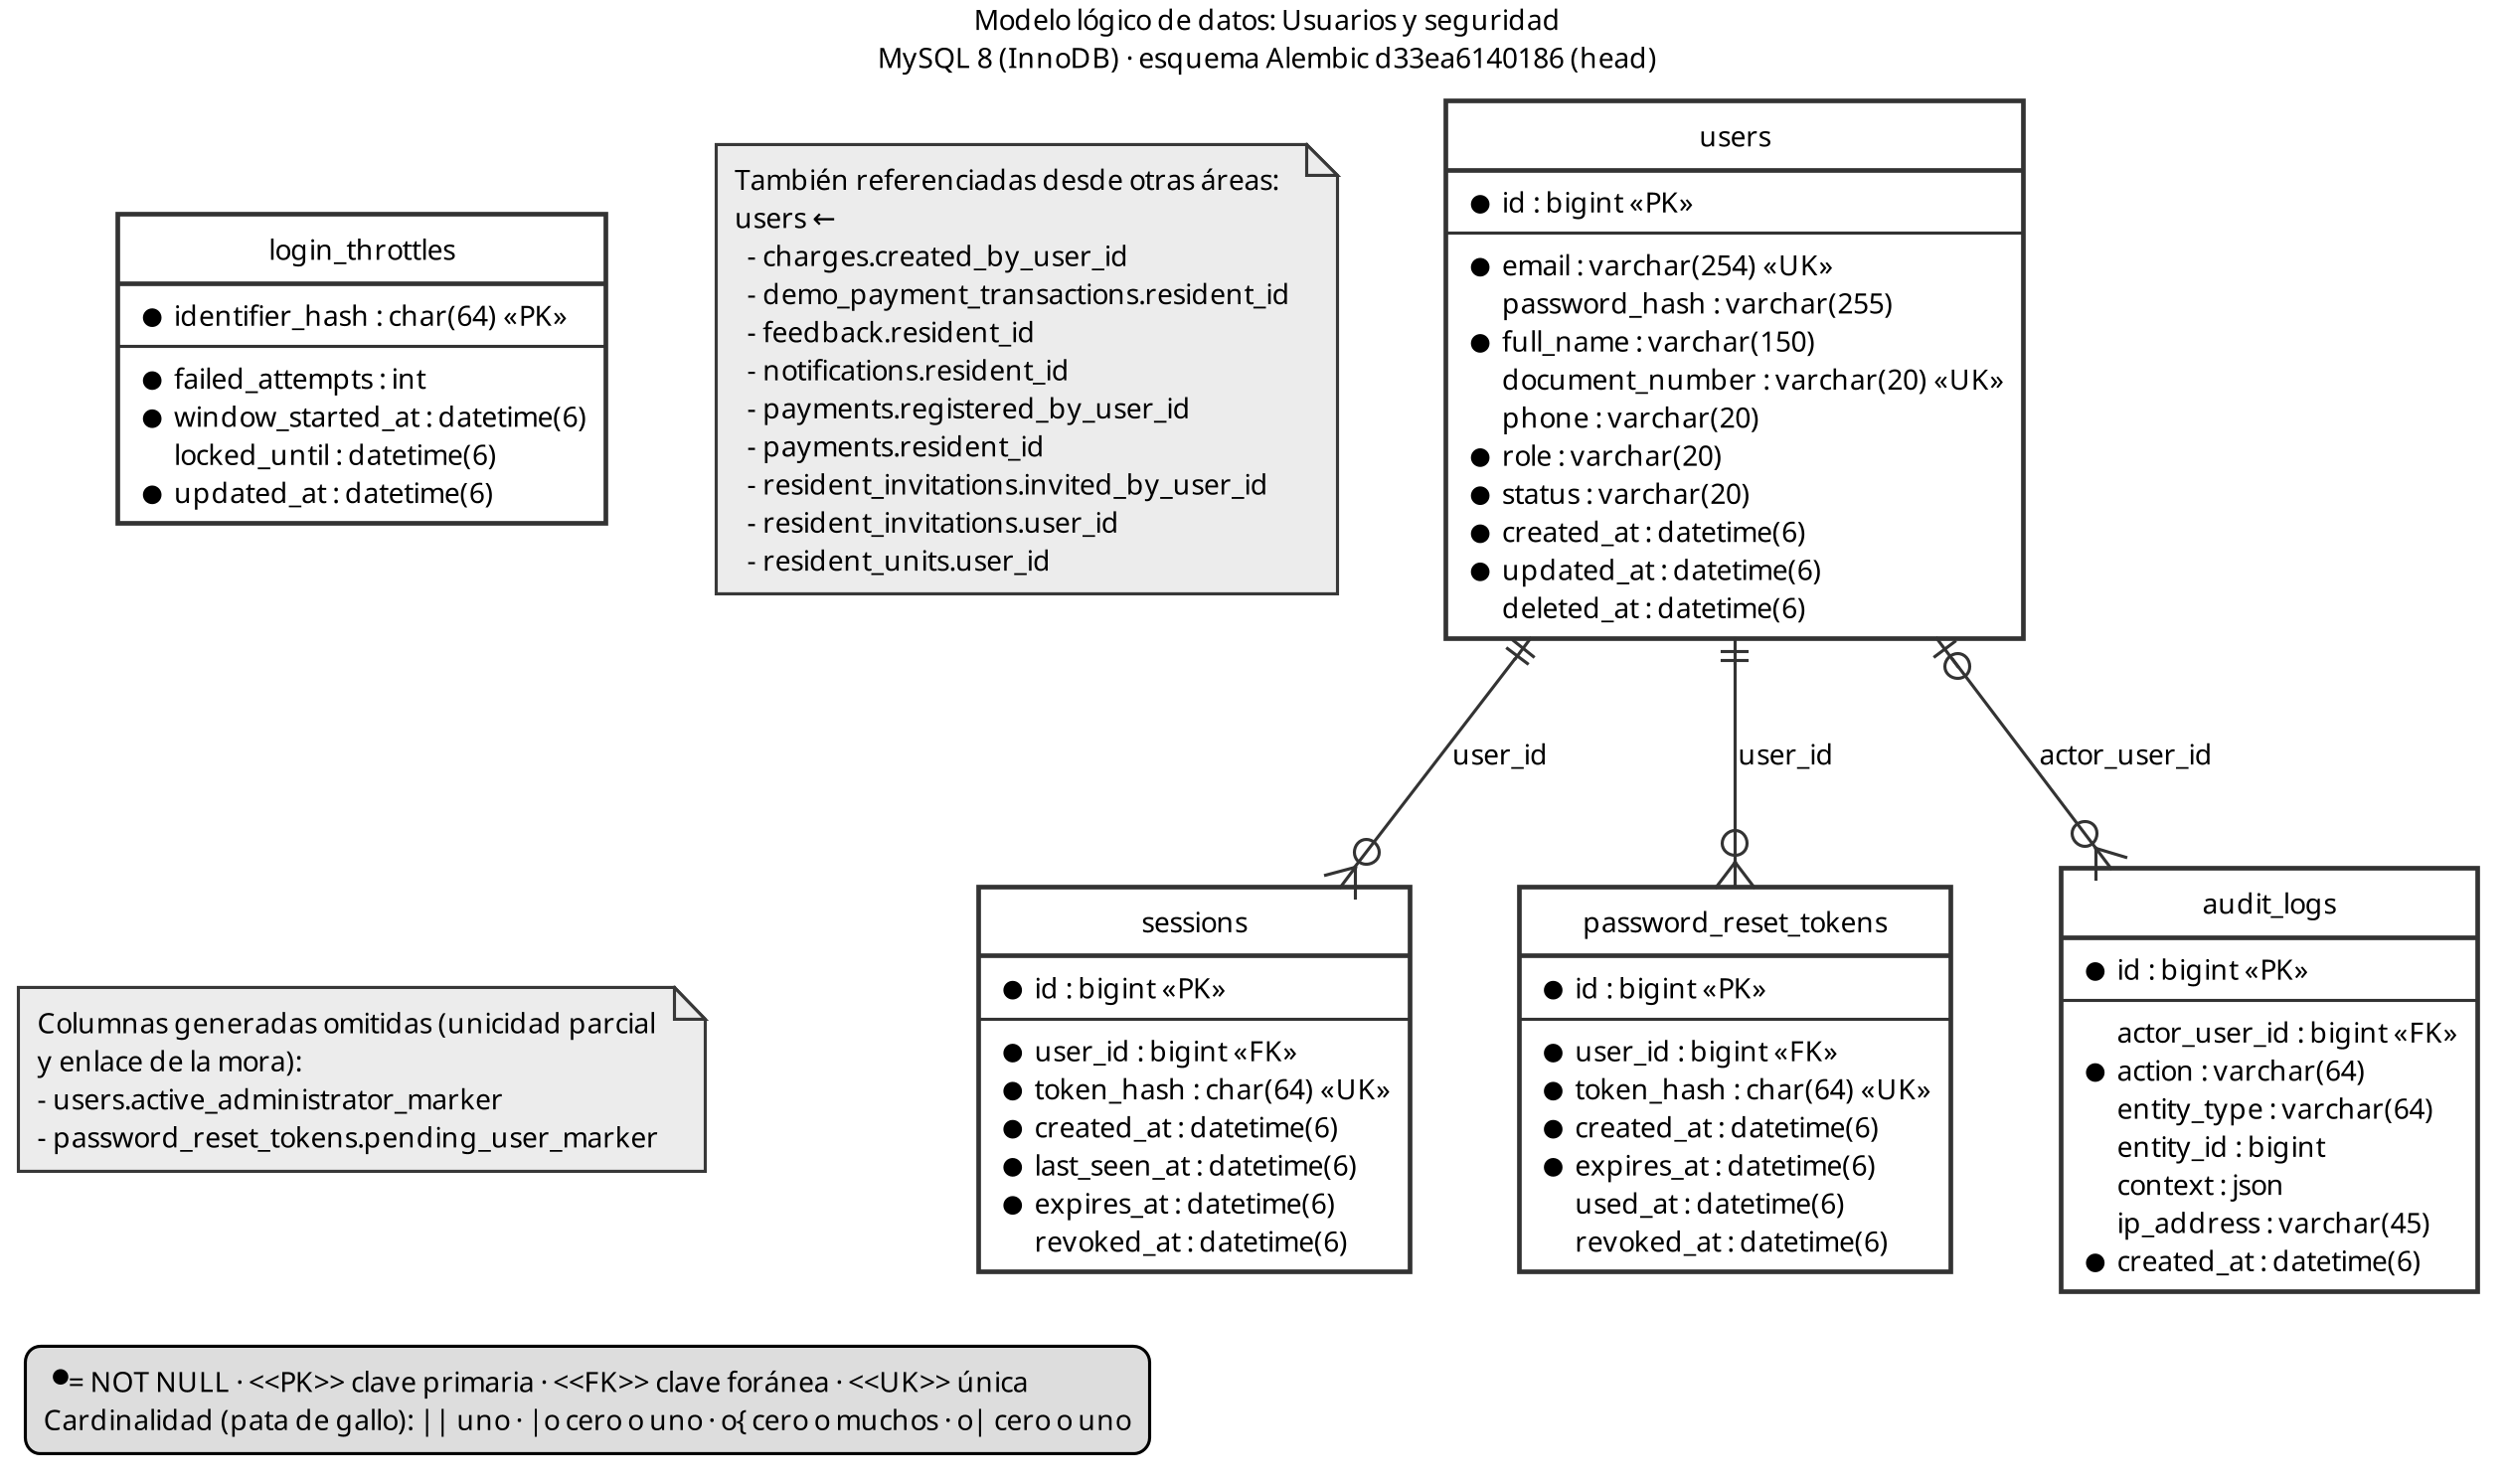 Modelo lógico de datos: Usuarios y seguridad
MySQL 8 (InnoDB) · esquema Alembic d33ea6140186 (head)
login_throttles
identifier_hash : char(64) «PK»
failed_attempts : int
window_started_at : datetime(6)
locked_until : datetime(6)
updated_at : datetime(6)
También referenciadas desde otras áreas:
users ←
- charges.created_by_user_id
- demo_payment_transactions.resident_id
- feedback.resident_id
- notifications.resident_id
- payments.registered_by_user_id
- payments.resident_id
- resident_invitations.invited_by_user_id
- resident_invitations.user_id
- resident_units.user_id
users
id : bigint «PK»
email : varchar(254) «UK»
password_hash : varchar(255)
full_name : varchar(150)
document_number : varchar(20) «UK»
phone : varchar(20)
role : varchar(20)
status : varchar(20)
created_at : datetime(6)
updated_at : datetime(6)
deleted_at : datetime(6)
user_id
user_id
actor_user_id
Columnas generadas omitidas (unicidad parcial
y enlace de la mora):
- users.active_administrator_marker
- password_reset_tokens.pending_user_marker
sessions
id : bigint «PK»
user_id : bigint «FK»
token_hash : char(64) «UK»
created_at : datetime(6)
last_seen_at : datetime(6)
expires_at : datetime(6)
revoked_at : datetime(6)
password_reset_tokens
id : bigint «PK»
user_id : bigint «FK»
token_hash : char(64) «UK»
created_at : datetime(6)
expires_at : datetime(6)
used_at : datetime(6)
revoked_at : datetime(6)
audit_logs
id : bigint «PK»
actor_user_id : bigint «FK»
action : varchar(64)
entity_type : varchar(64)
entity_id : bigint
context : json
ip_address : varchar(45)
created_at : datetime(6)
●= NOT NULL · <<PK>> clave primaria · <<FK>> clave foránea · <<UK>> única
Cardinalidad (pata de gallo): || uno · |o cero o uno · o{ cero o muchos · o| cero o uno